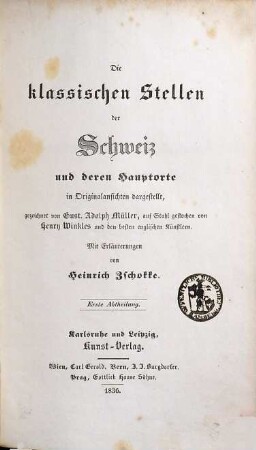 Die
klassischen Stellen
der
Schweiz
und deren Hauptorte
in Originalansichten dargestellt,
gezeichnet von Gust. Adolph Müller, auf Stahl gestochen von
Henry Winkles und den besten englischen Künstlern.
Mit Erläuterungen
von
Heinrich Zschokke.
Erste Abtheilung.
Karlsruhe und Leipzig,
Kunst-Verlag.
Wien, Carl Gerold. Bern, J. J. Burgdorfer.
Prag, Gottlieb Haase Söhne.
1836.